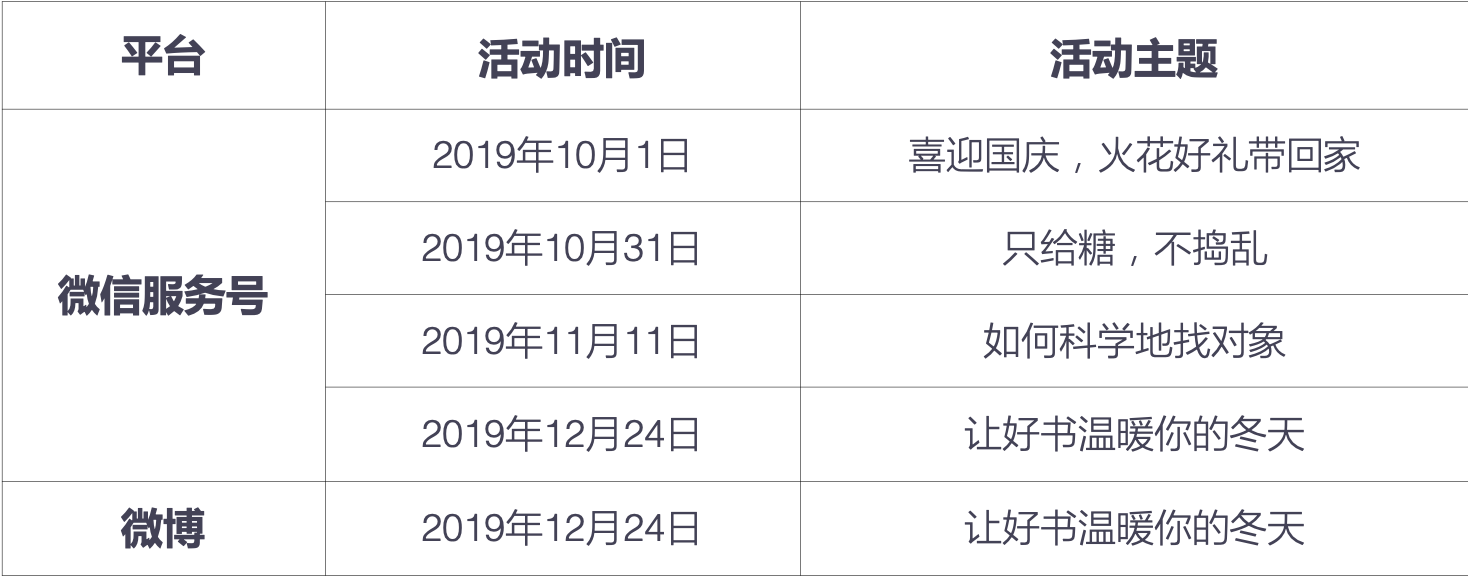 平台 活动时间 活动主题
微信服务号 2019年10月1日 喜迎国庆，火花好礼带回家
2019年10月31日 只给糖，不捣乱
2019年11月11日 如何科学地找对象
2019年12月24日 让好书温暖你的冬天
微博 2019年12月24日 让好书温暖你的冬天